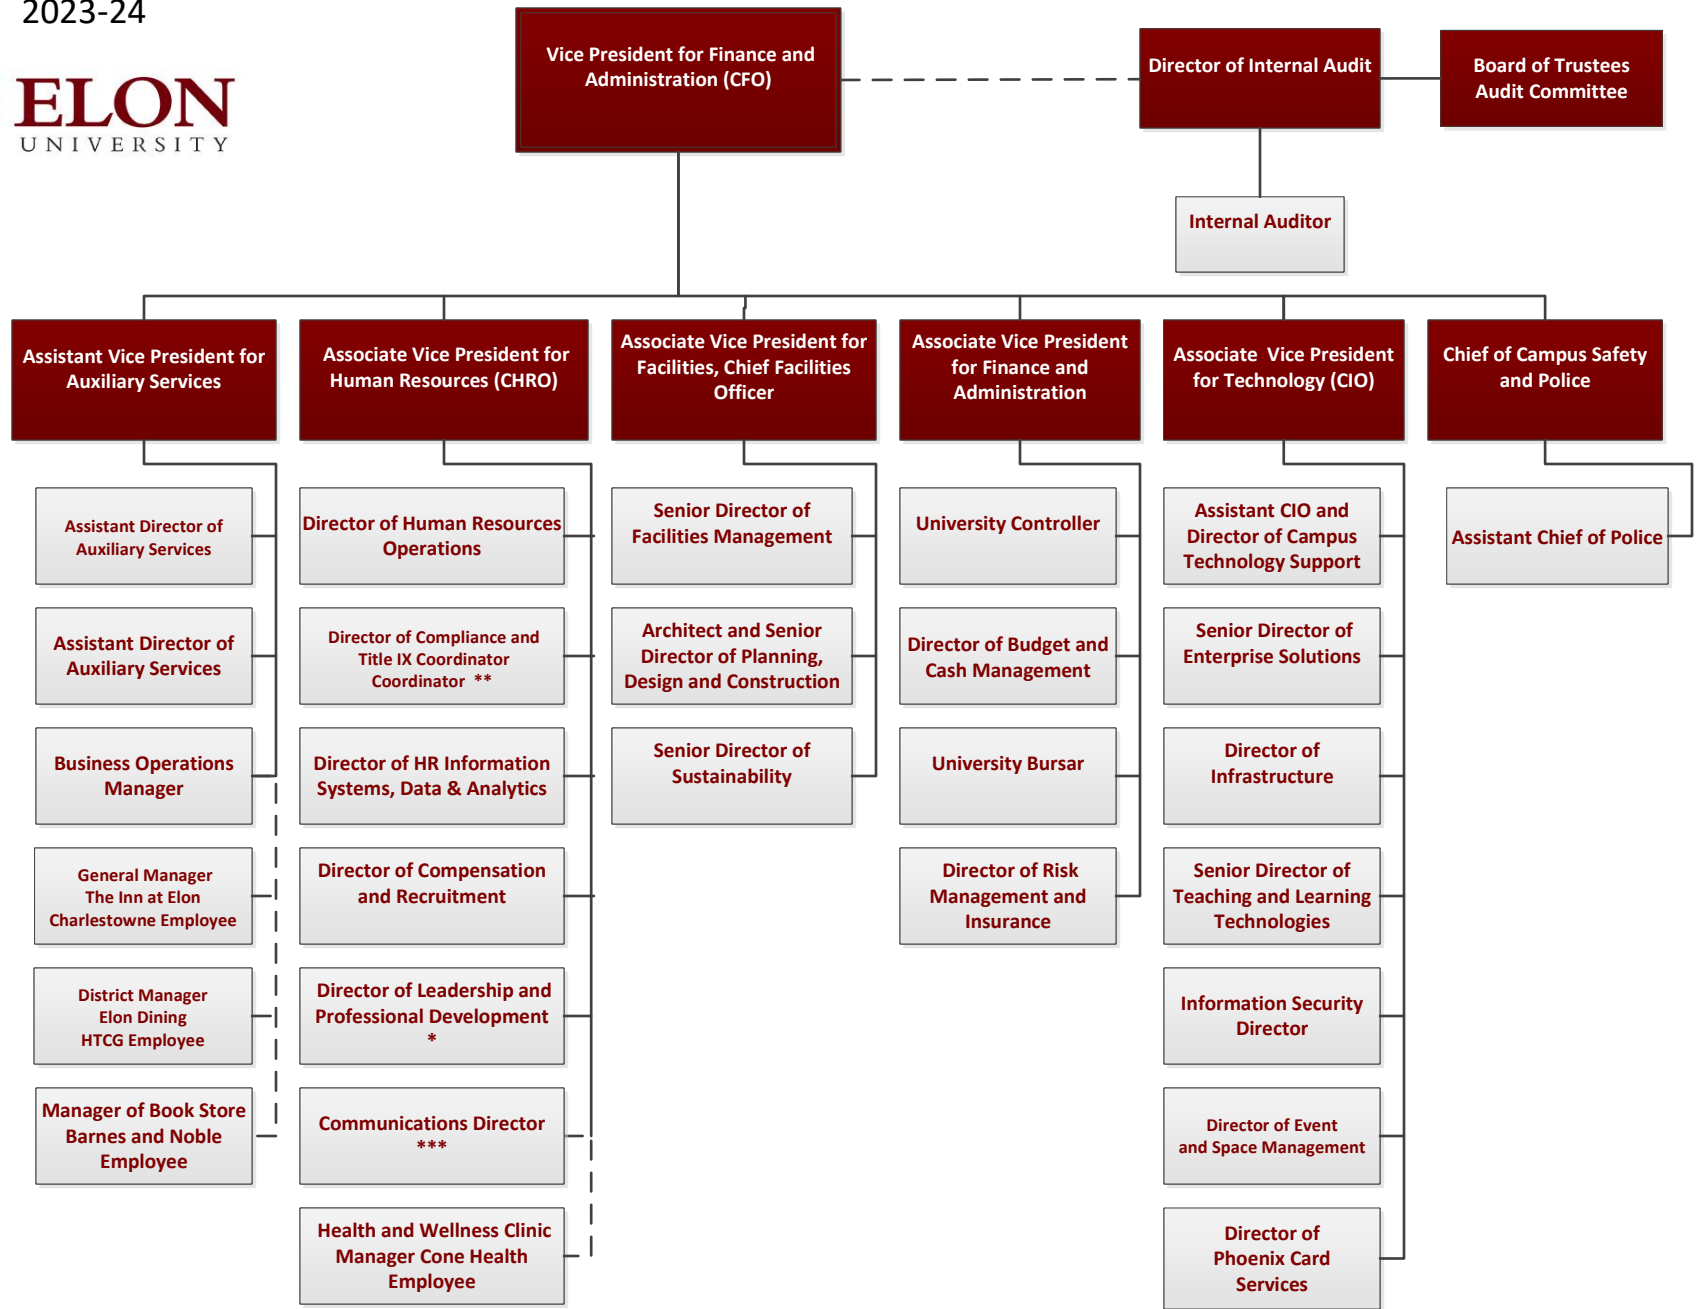 2023-24
ELON
UNIVERSITY
Vice President for Finance and
Administration (CFO)
Director of Internal Audit
Board of Trustees
Audit Committee
Internal Auditor
Assistant Vice President for
Auxiliary Services
Associate Vice President for
Human Resources (CHRO)
Associate Vice President for
Facilities, Chief Facilities
Officer
Associate Vice President
for Finance and
Administration
Associate  Vice President
for Technology (CIO)
Chief of Campus Safety
and Police
Assistant Director of
Auxiliary Services
Assistant Director of
Auxiliary Services
Business Operations
Manager
General Manager
The Inn at Elon
Charlestowne Employee
District Manager
Elon Dining
HTCG Employee
Manager of Book Store
Barnes and Noble
Employee
Director of Human Resources
Operations
Director of Compliance and
Title IX Coordinator
Coordinator  **
Director of HR Information
Systems, Data & Analytics
Director of Compensation
and Recruitment
Director of Leadership and
Professional Development
*
Communications Director
***
Health and Wellness Clinic
Manager Cone Health
Employee
Senior Director of
Facilities Management
Architect and Senior
Director of Planning,
Design and Construction
Senior Director of
Sustainability
University Controller
Director of Budget and
Cash Management
University Bursar
Director of Risk
Management and
Insurance
Assistant CIO and
Director of Campus
Technology Support
Senior Director of
Enterprise Solutions
Director of
Infrastructure
Senior Director of
Teaching and Learning
Technologies
Information Security
Director
Director of Event
and Space Management
Director of
Phoenix Card
Services
Assistant Chief of Police